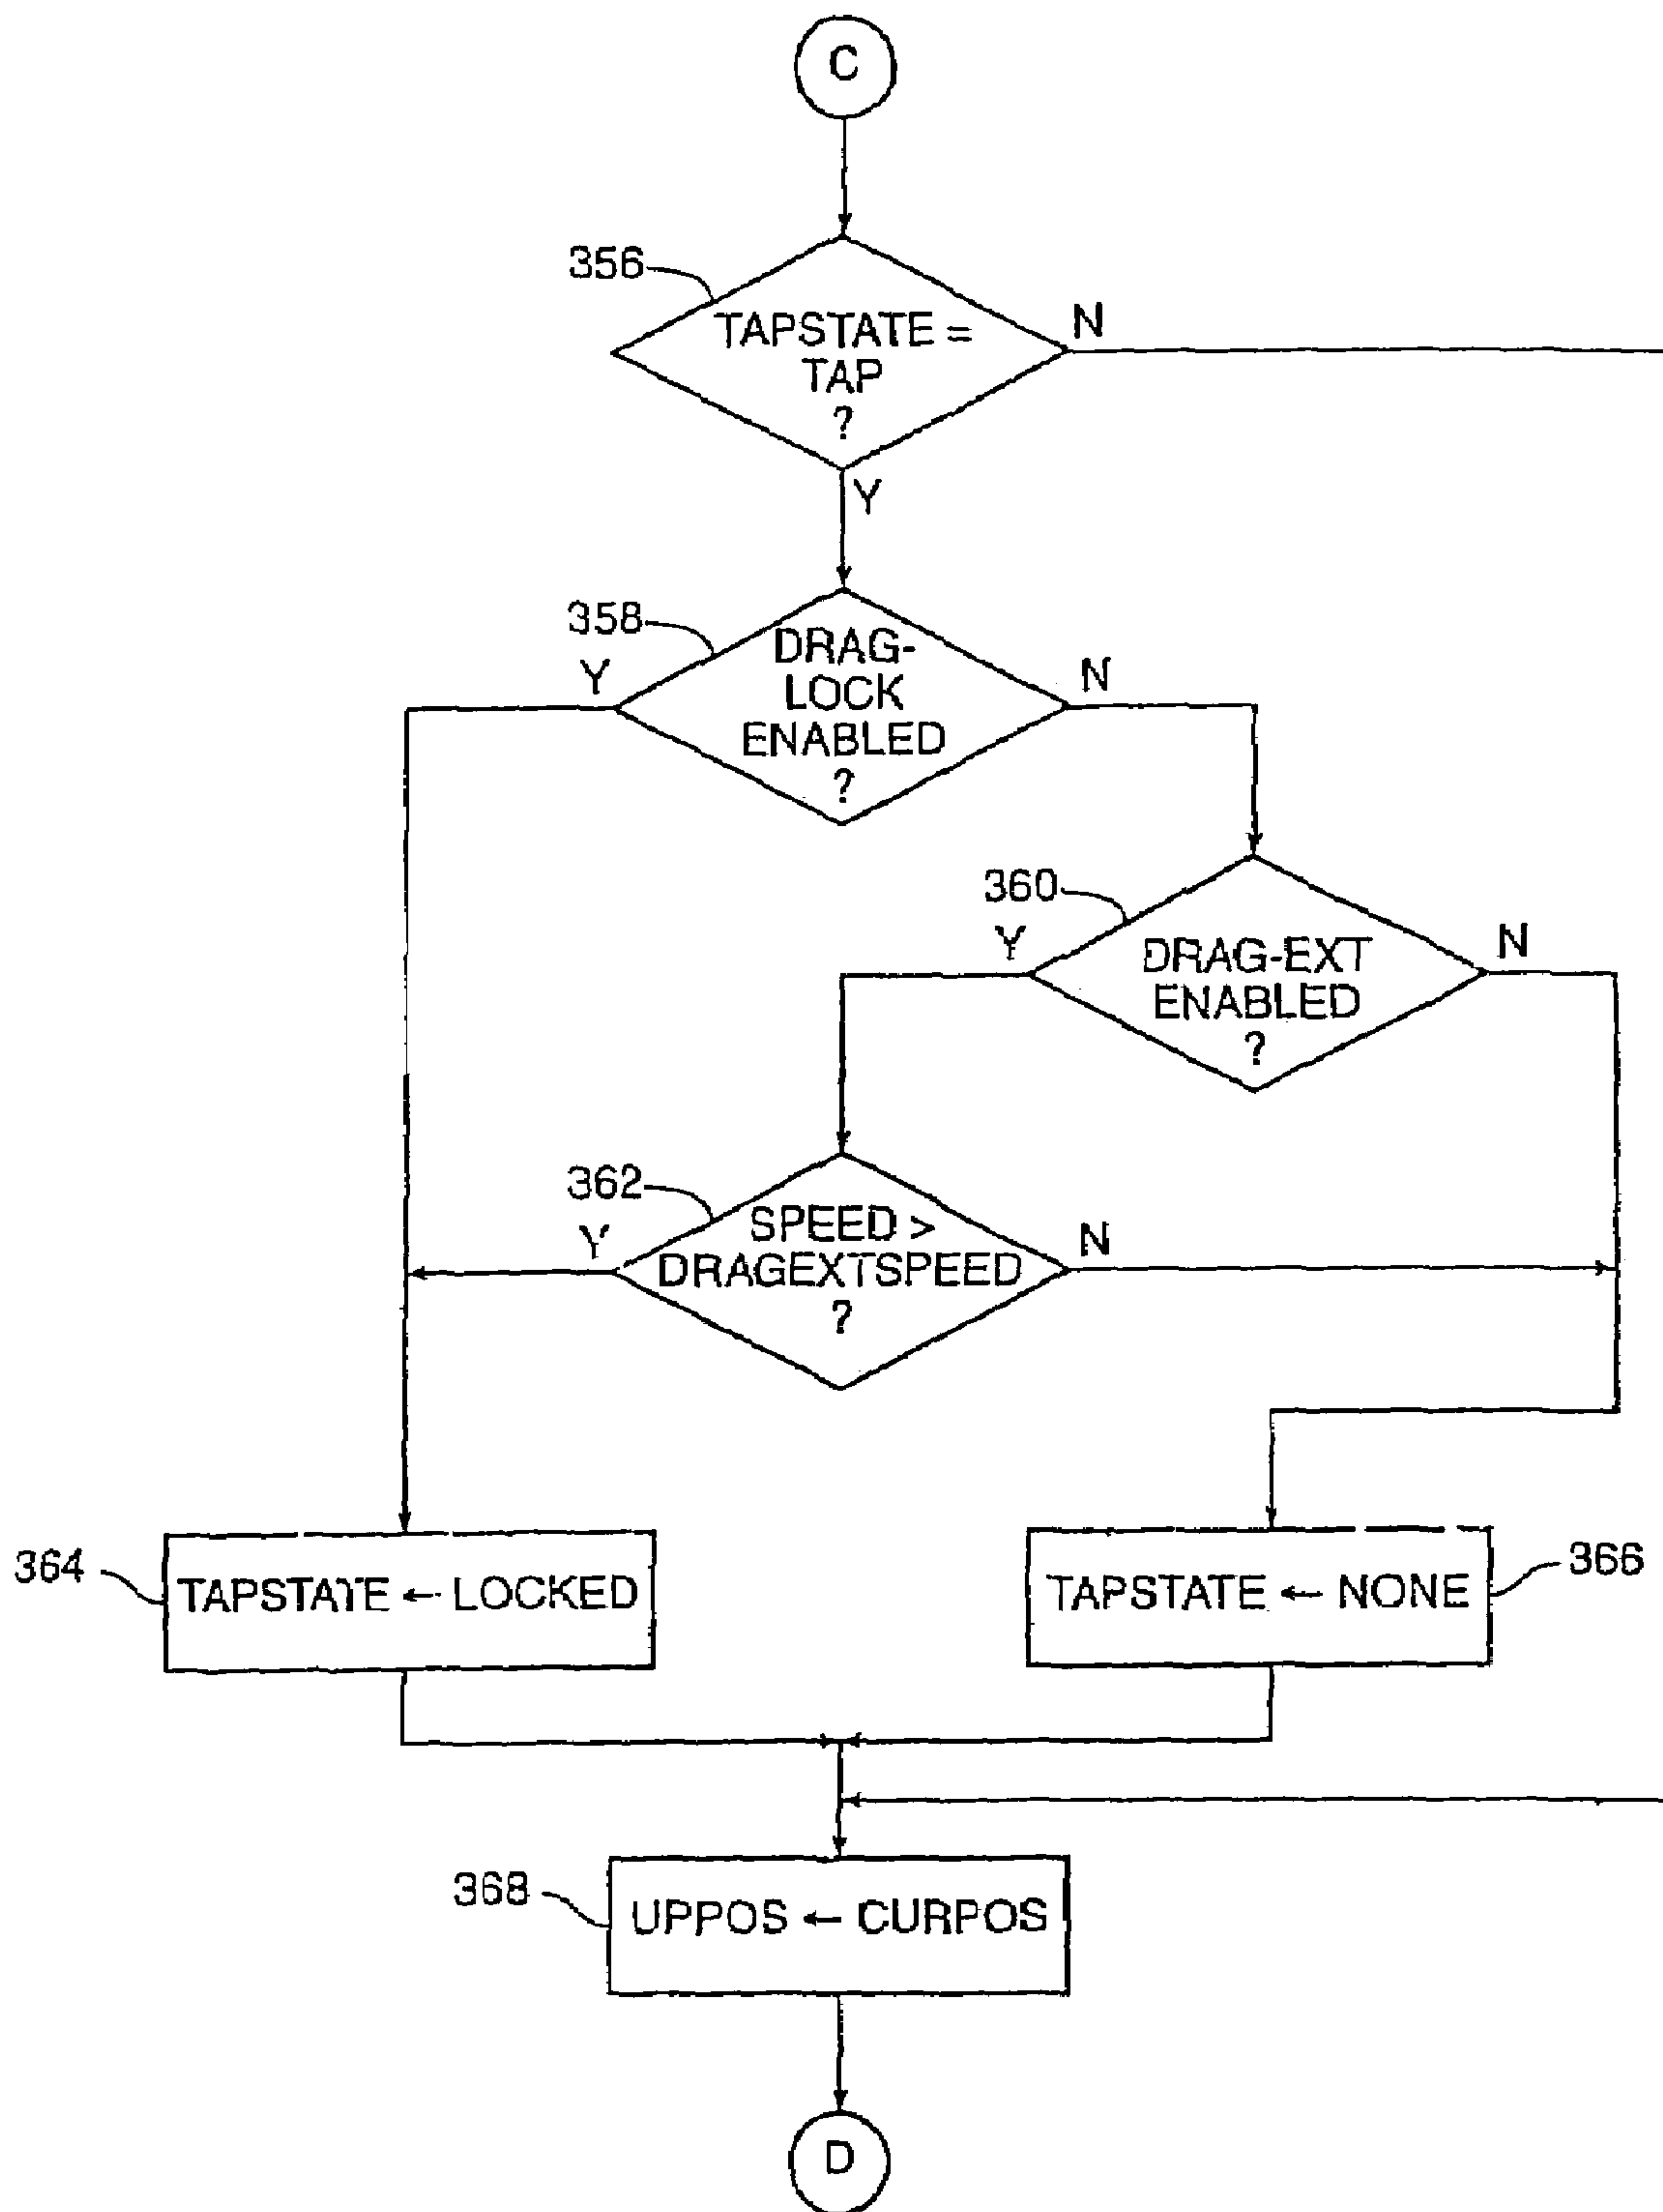 C
356
TAPSTATE =
TAP
?
N
Y
358
DRAG-
LOCK
ENABLED
?
Y
N
360
DRAG-EXT
ENABLED
?
Y
N
362
SPEED >
DRAGEXTSPEED
?
Y
N
364
TAPSTATE ← LOCKED
TAPSTATE ← NONE
366
368
UPPOS ← CURPOS
D